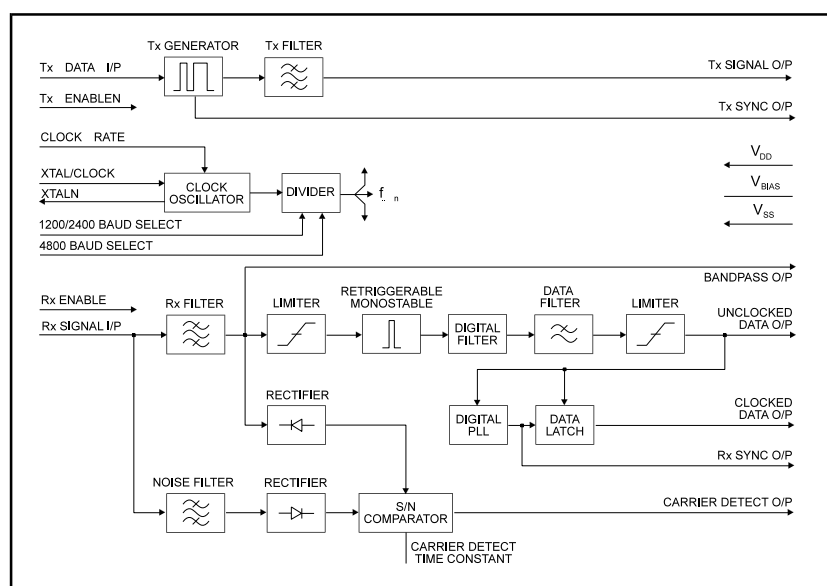 Tx GENERATOR
Tx FILTER
Tx DATA I/P
Tx SIGNAL O/P
Tx ENABLEN
Tx SYNC O/P
CLOCK RATE
XTAL/CLOCK
XTALN
CLOCK
OSCILLATOR
DIVIDER
f.. n
VDD
VBIAS
VSS
1200/2400 BAUD SELECT
4800 BAUD SELECT
BANDPASS O/P
Rx ENABLE
Rx SIGNAL I/P
Rx FILTER
LIMITER
RETRIGGERABLE
MONOSTABLE
DIGITAL
FILTER
DATA
FILTER
LIMITER
UNCLOCKED
DATA O/P
RECTIFIER
DIGITAL
PLL
DATA
LATCH
CLOCKED
DATA O/P
Rx SYNC O/P
NOISE FILTER
RECTIFIER
S/N
COMPARATOR
CARRIER DETECT O/P
CARRIER DETECT
TIME CONSTANT